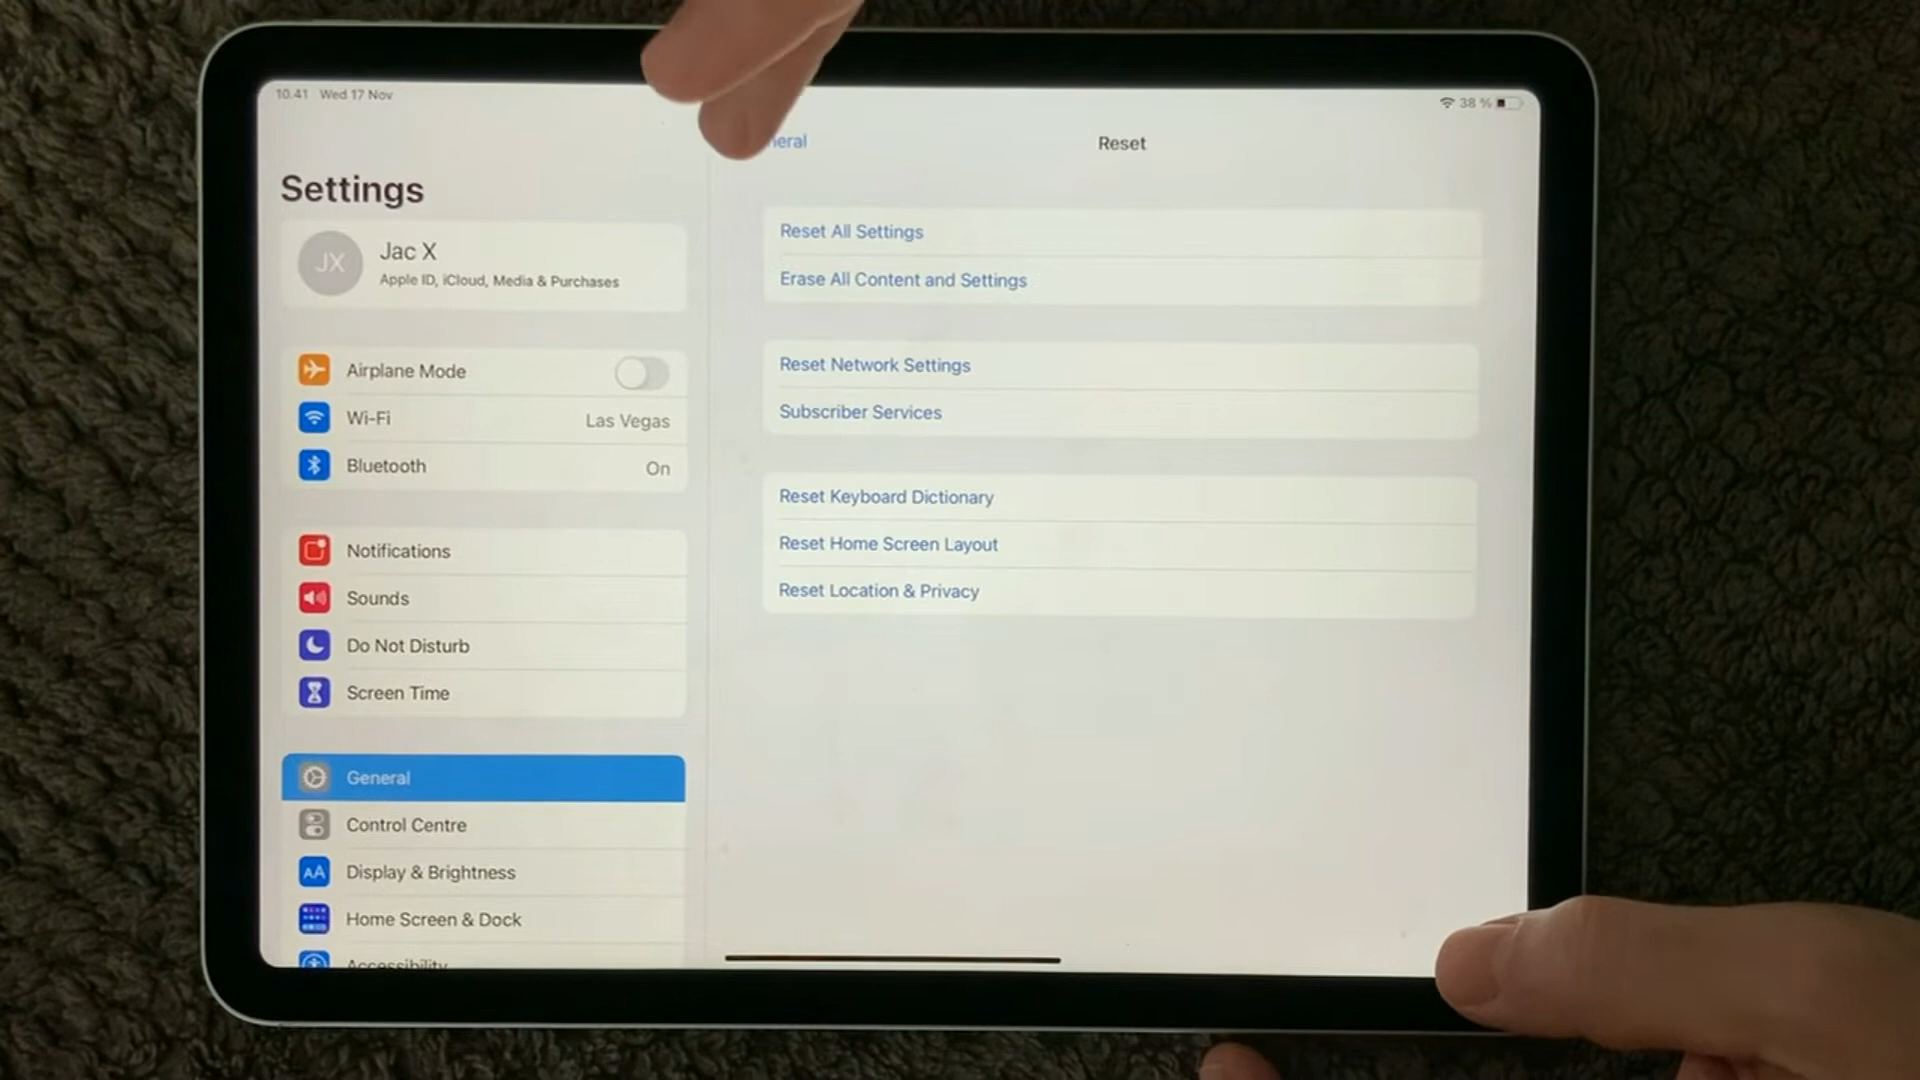 10.41 Wed 17 Nov
38 %
Reset
Settings
JX
Jac X
Apple ID, iCloud, Media & Purchases
Airplane Mode
Wi-Fi
Las Vegas
Bluetooth
On
Notifications
Sounds
Do Not Disturb
Screen Time
General
Control Centre
AA
Display & Brightness
Home Screen & Dock
Accessibility
Reset All Settings
Erase All Content and Settings
Reset Network Settings
Subscriber Services
Reset Keyboard Dictionary
Reset Home Screen Layout
Reset Location & Privacy